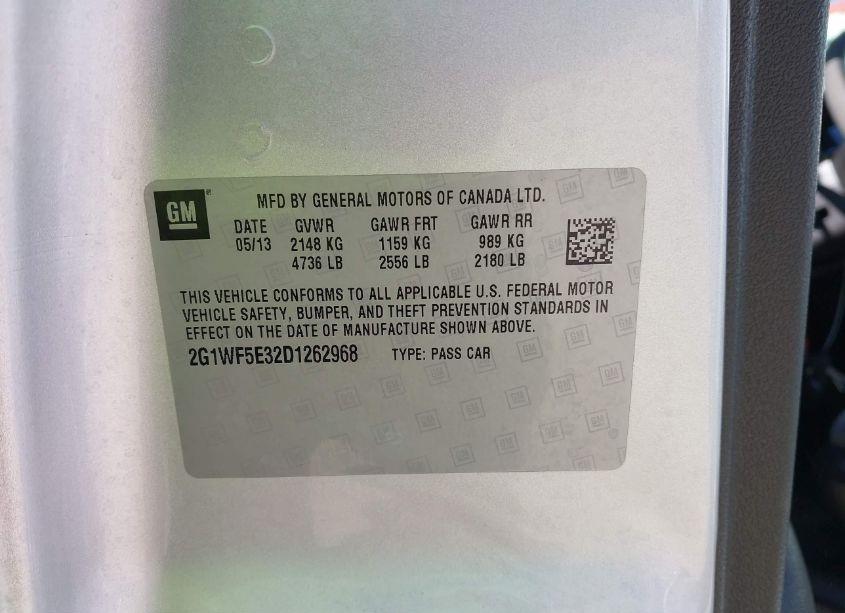 GM
MFD BY GENERAL MOTORS OF CANADA LTD.
DATE GVWR GAWR FRT GAWR RR
05/13 2148 KG 1159 KG 989 KG
4736 LB 2556 LB 2180 LB
THIS VEHICLE CONFORMS TO ALL APPLICABLE U.S. FEDERAL MOTOR
VEHICLE SAFETY, BUMPER, AND THEFT PREVENTION STANDARDS IN
EFFECT ON THE DATE OF MANUFACTURE SHOWN ABOVE.
2G1WF5E32D1262968 TYPE: PASS CAR